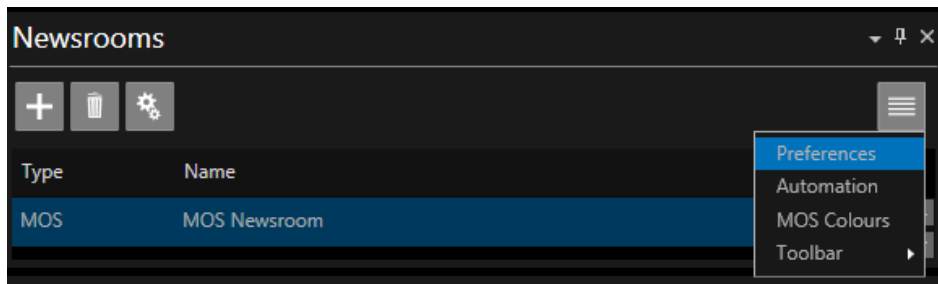 Newsrooms
Type Name
MOS MOS Newsroom
Preferences
Automation
MOS Colours
Toolbar